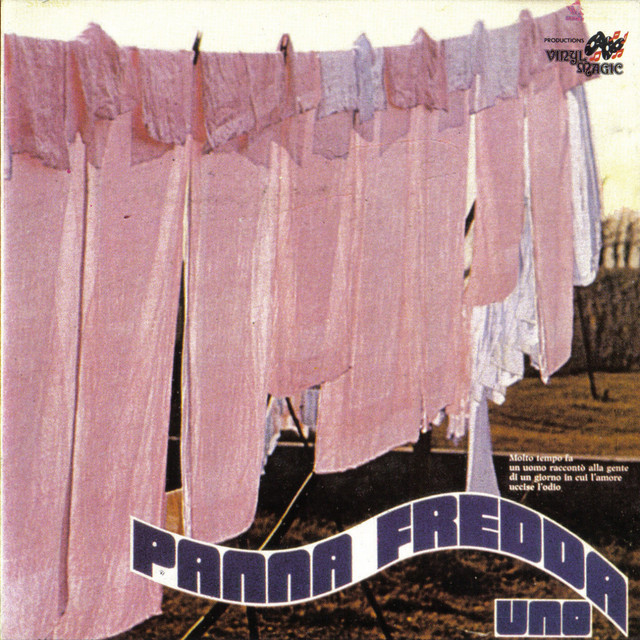 PRODUCTIONS
VINYL
MAGIC
Molto tempo fa
un uomo raccontò alla gente
di un giorno in cui l'amore
uccise l'odio
PANNA FREDDA
UNO